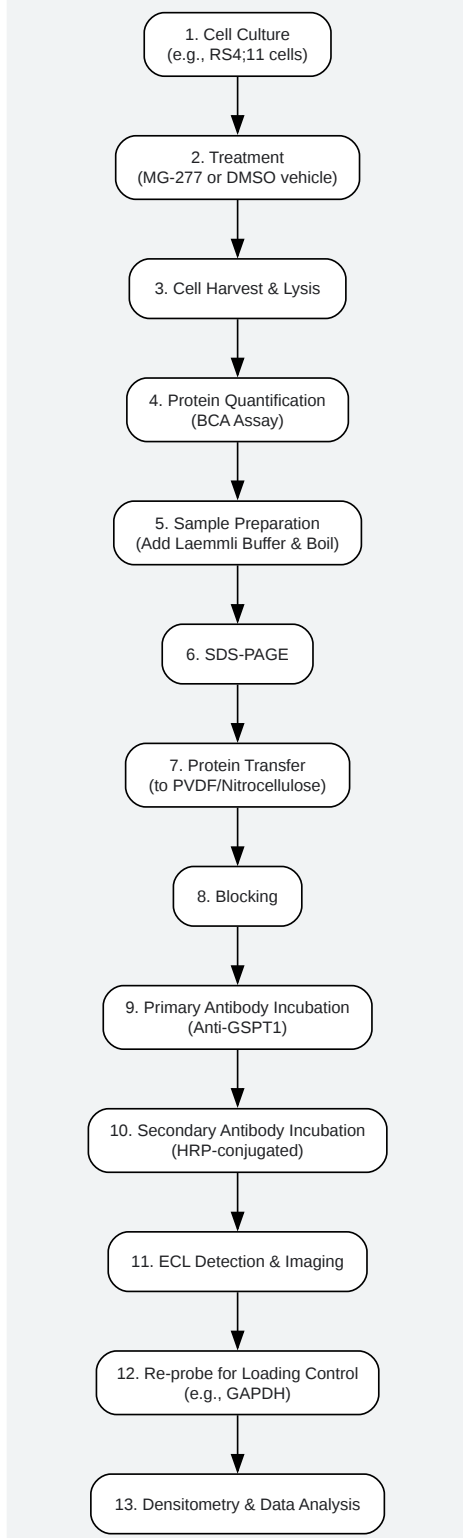 1. Cell Culture
(e.g., RS4;11 cells)
2. Treatment
(MG-277 or DMSO vehicle)
3. Cell Harvest & Lysis
4. Protein Quantification
(BCA Assay)
5. Sample Preparation
(Add Laemmli Buffer & Boil)
6. SDS-PAGE
7. Protein Transfer
(to PVDF/Nitrocellulose)
8. Blocking
9. Primary Antibody Incubation
(Anti-GSPT1)
10. Secondary Antibody Incubation
(HRP-conjugated)
11. ECL Detection & Imaging
12. Re-probe for Loading Control
(e.g., GAPDH)
13. Densitometry & Data Analysis